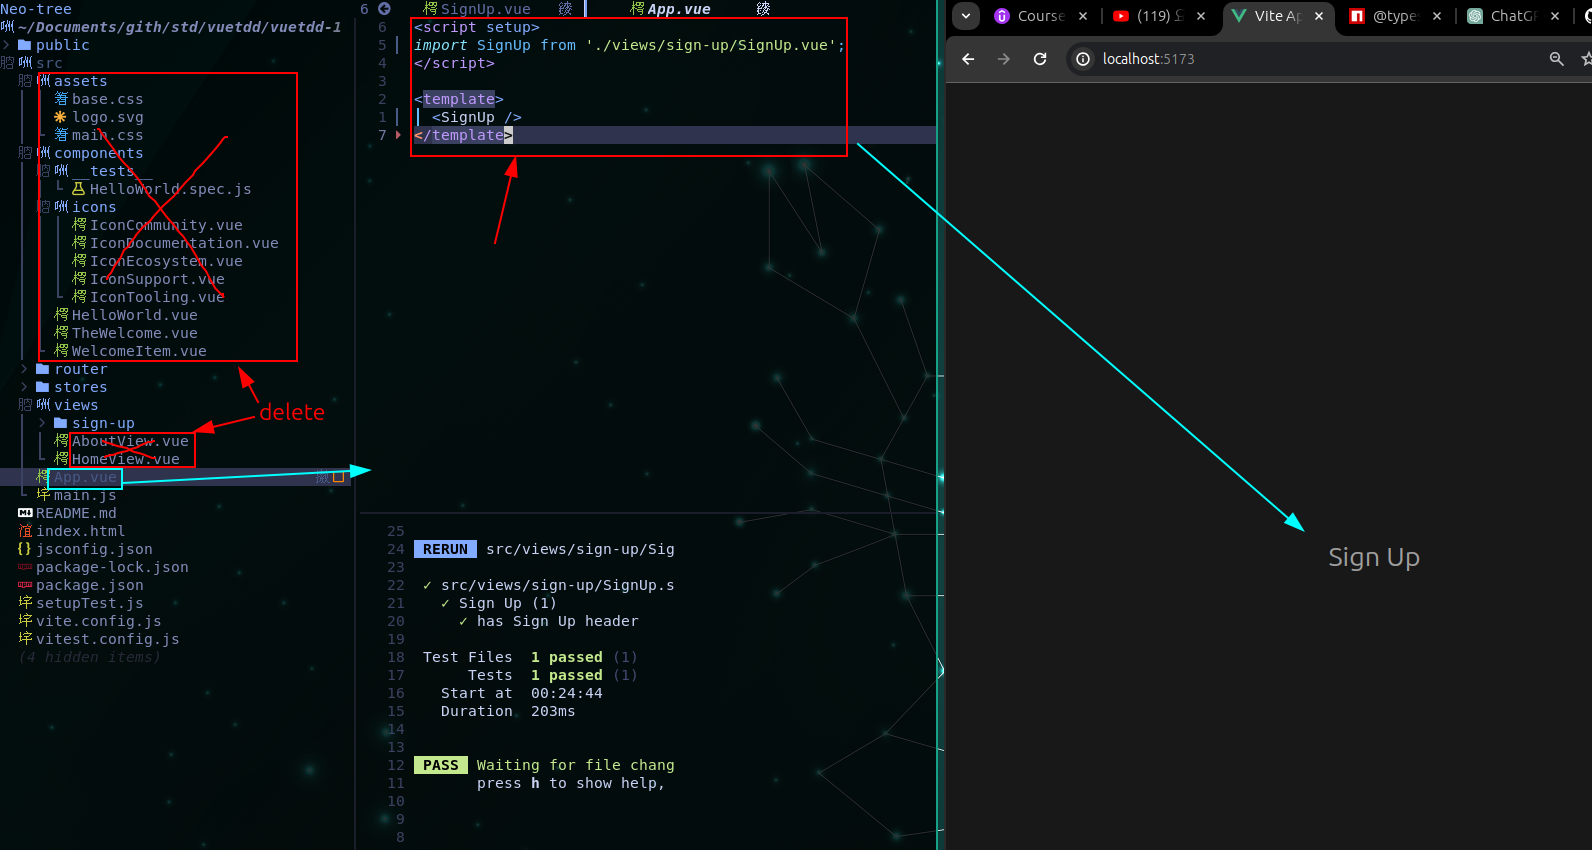 Neo-tree
~/Documents/gith/std/vuetdd/vuetdd-1
public
src
assets
base.css
logo.svg
main.css
components
__tests__
HelloWorld.spec.js
icons
IconCommunity.vue
IconDocumentation.vue
IconEcosystem.vue
IconSupport.vue
IconTooling.vue
HelloWorld.vue
TheWelcome.vue
WelcomeItem.vue
router
stores
views
sign-up
AboutView.vue
HomeView.vue
App.vue
main.js
README.md
index.html
jsconfig.json
package-lock.json
package.json
setupTest.js
vite.config.js
vitest.config.js
(4 hidden items)
delete
6 SignUp.vue App.vue
6 <script setup>
5 import SignUp from './views/sign-up/SignUp.vue';
4 </script>
3
2 <template>
1 <SignUp />
7 </template>
25
24 RERUN src/views/sign-up/Sig
23
22 ✓ src/views/sign-up/SignUp.s
21 ✓ Sign Up (1)
20 ✓ has Sign Up header
19
18 Test Files 1 passed (1)
17 Tests 1 passed (1)
16 Start at 00:24:44
15 Duration 203ms
14
13
12 PASS Waiting for file chang
11 press h to show help,
10
9
8
Course
(119)
Vite Ap
@type
ChatGP
localhost:5173
Sign Up